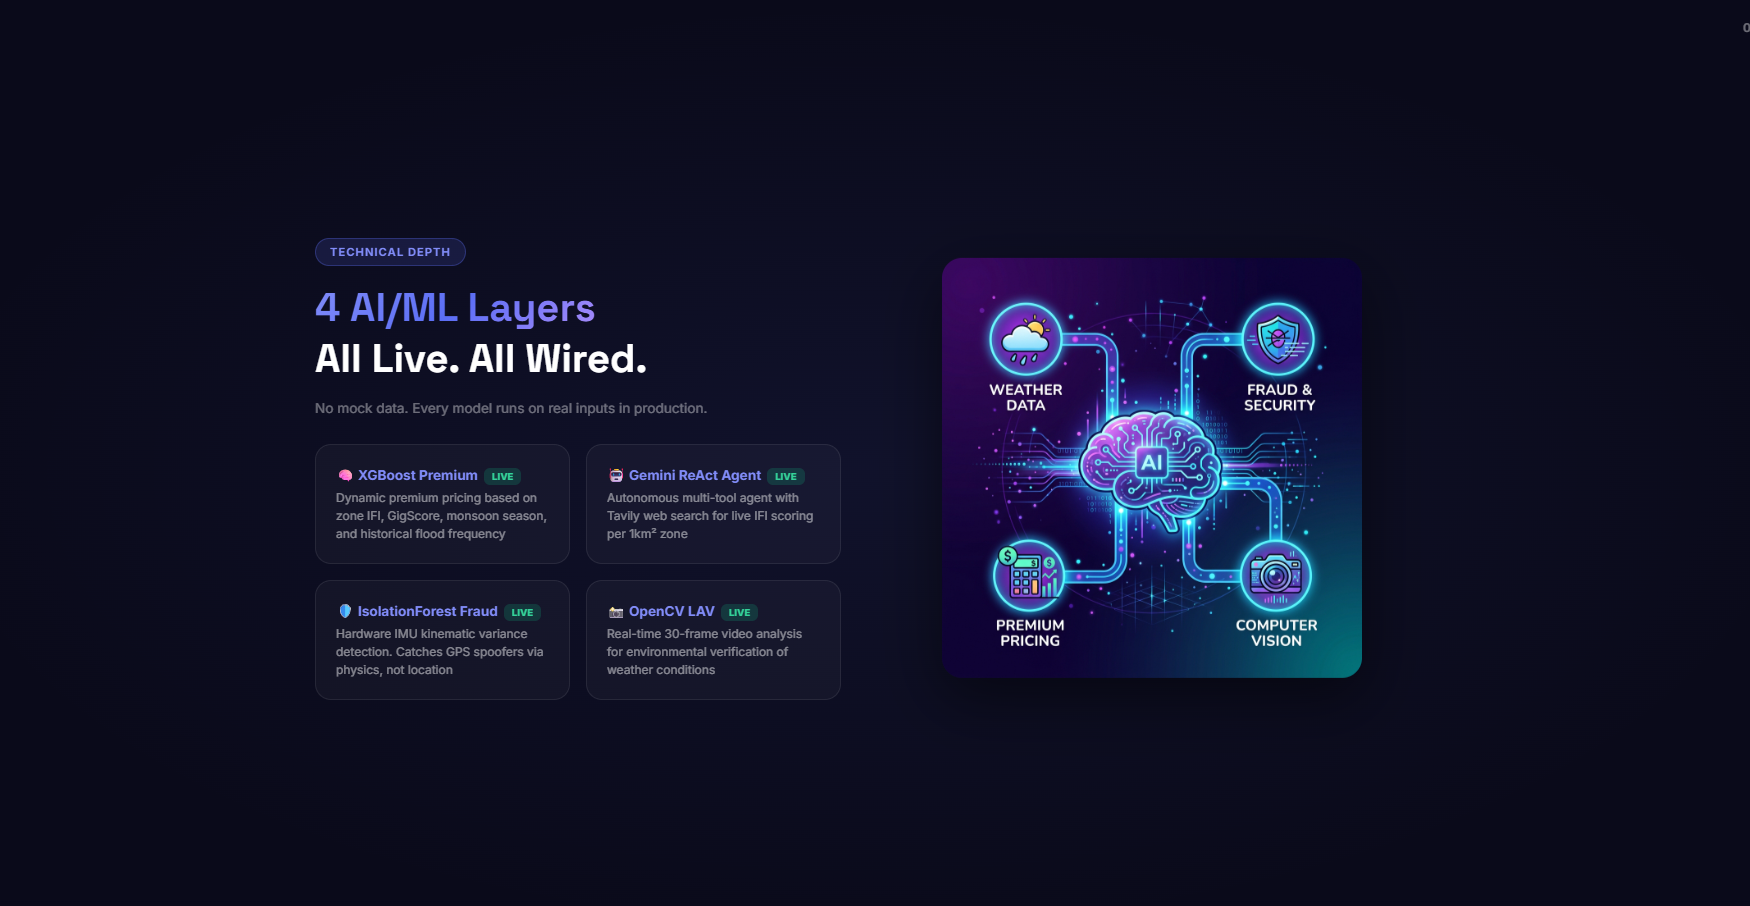 0
TECHNICAL DEPTH
4 AI/ML Layers
All Live. All Wired.
No mock data. Every model runs on real inputs in production.
XGBoost Premium LIVE
Dynamic premium pricing based on
zone IFI, GigScore, monsoon season,
and historical flood frequency
Gemini ReAct Agent LIVE
Autonomous multi-tool agent with
Tavily web search for live IFI scoring
per 1km² zone
IsolationForest Fraud LIVE
Hardware IMU kinematic variance
detection. Catches GPS spoofers via
physics, not location
OpenCV LAV LIVE
Real-time 30-frame video analysis
for environmental verification of
weather conditions
WEATHER
DATA
FRAUD &
SECURITY
AI
$
$
$
PREMIUM
PRICING
COMPUTER
VISION